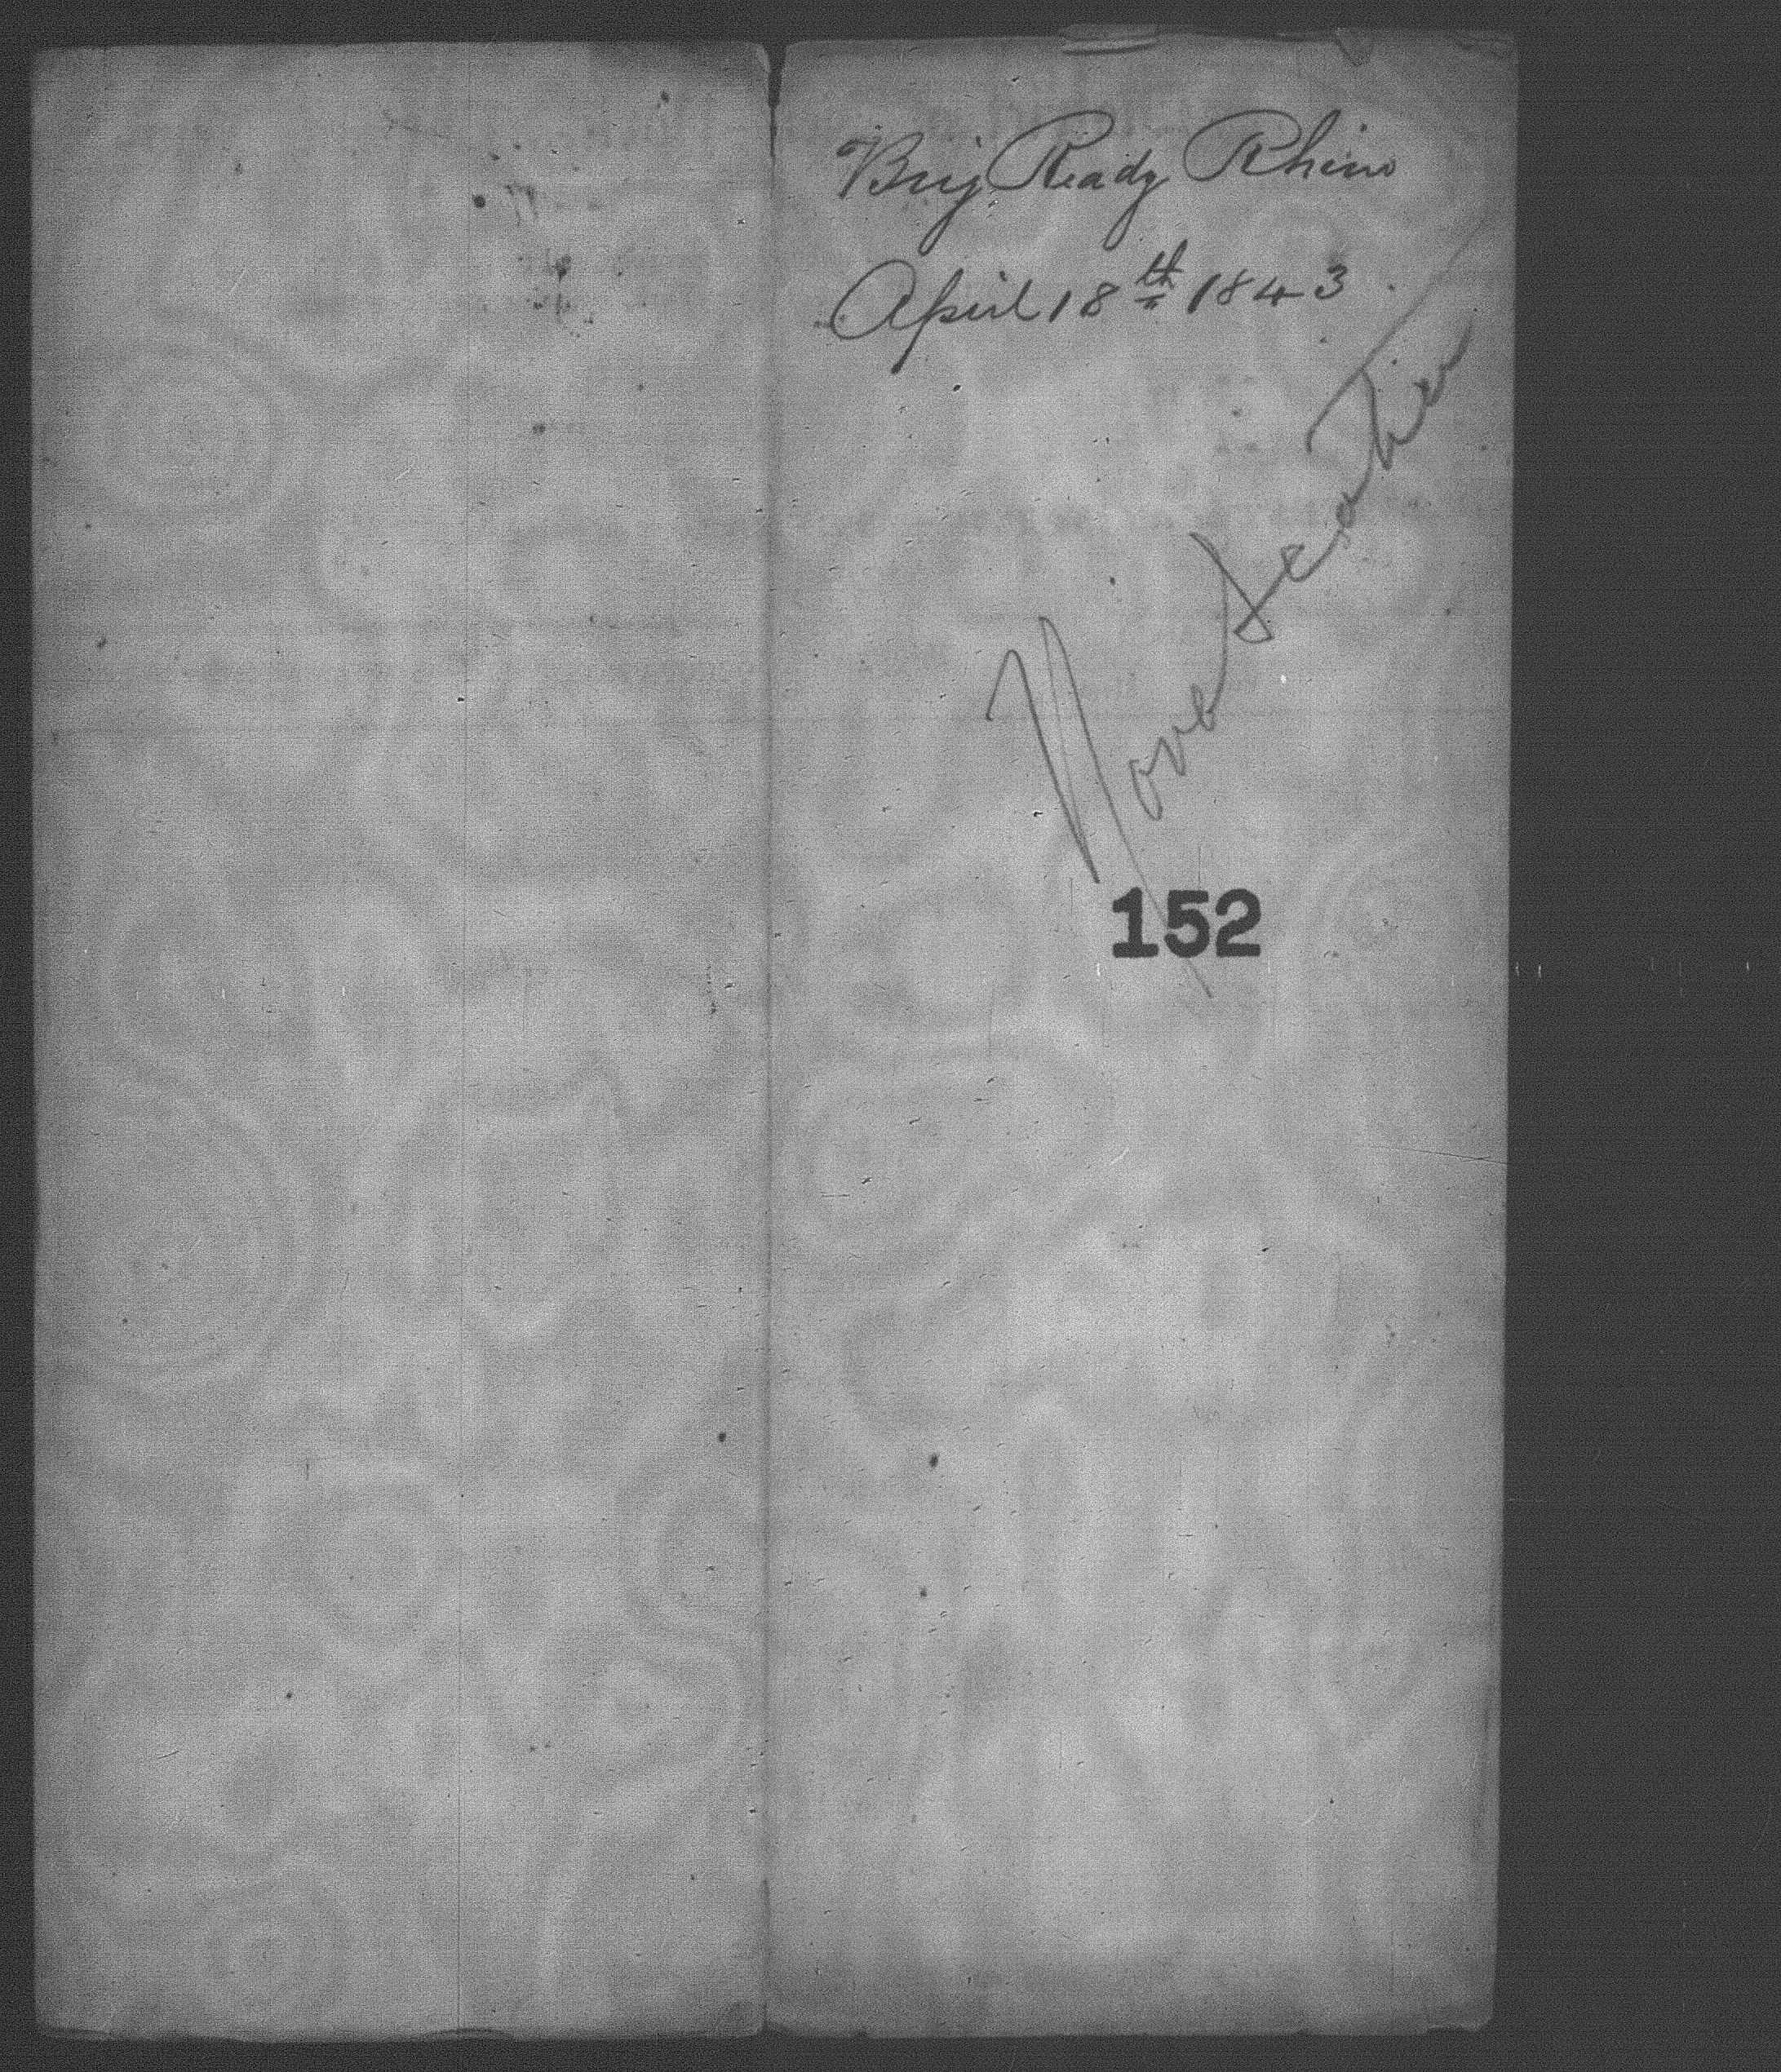 Brig Ready Rhino
April 18th 1843.
Nova Scotia
152